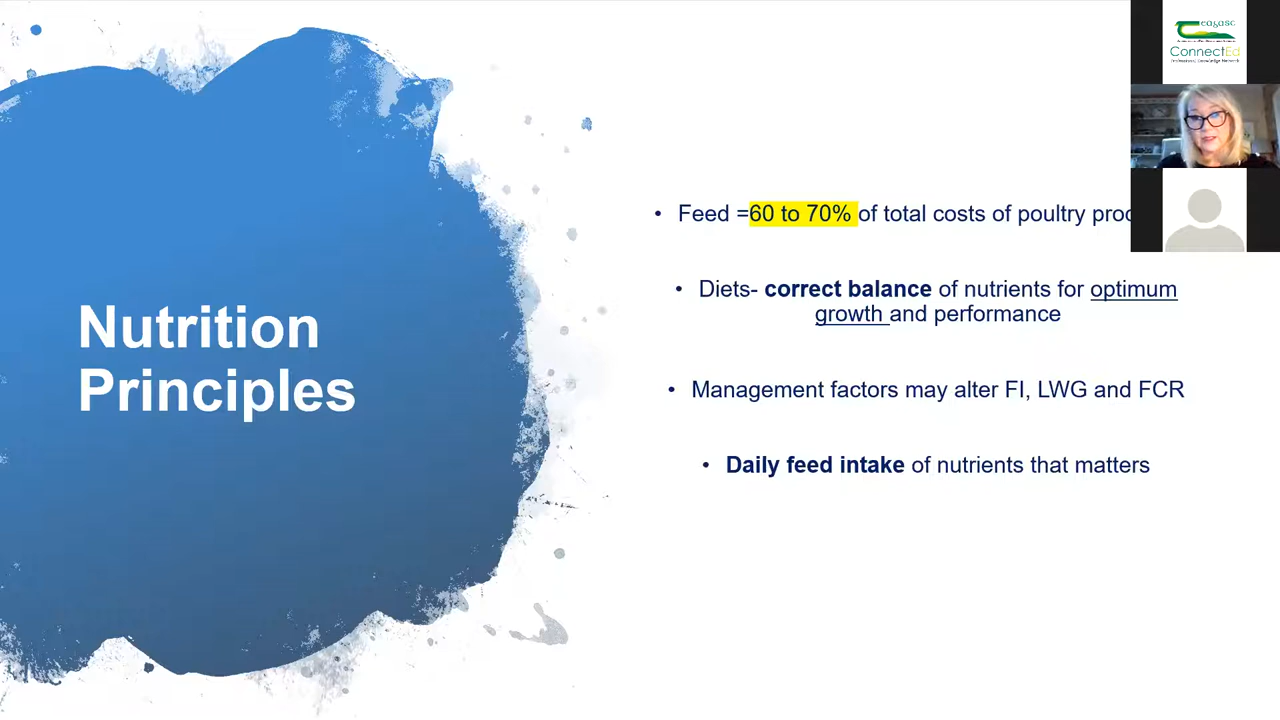 Nutrition
Principles
• Feed =60 to 70% of total costs of poultry
• Diets- correct balance of nutrients for optimum
growth and performance
• Management factors may alter FI, LWG and FCR
• Daily feed intake of nutrients that matters
eagasc
ConnectEd